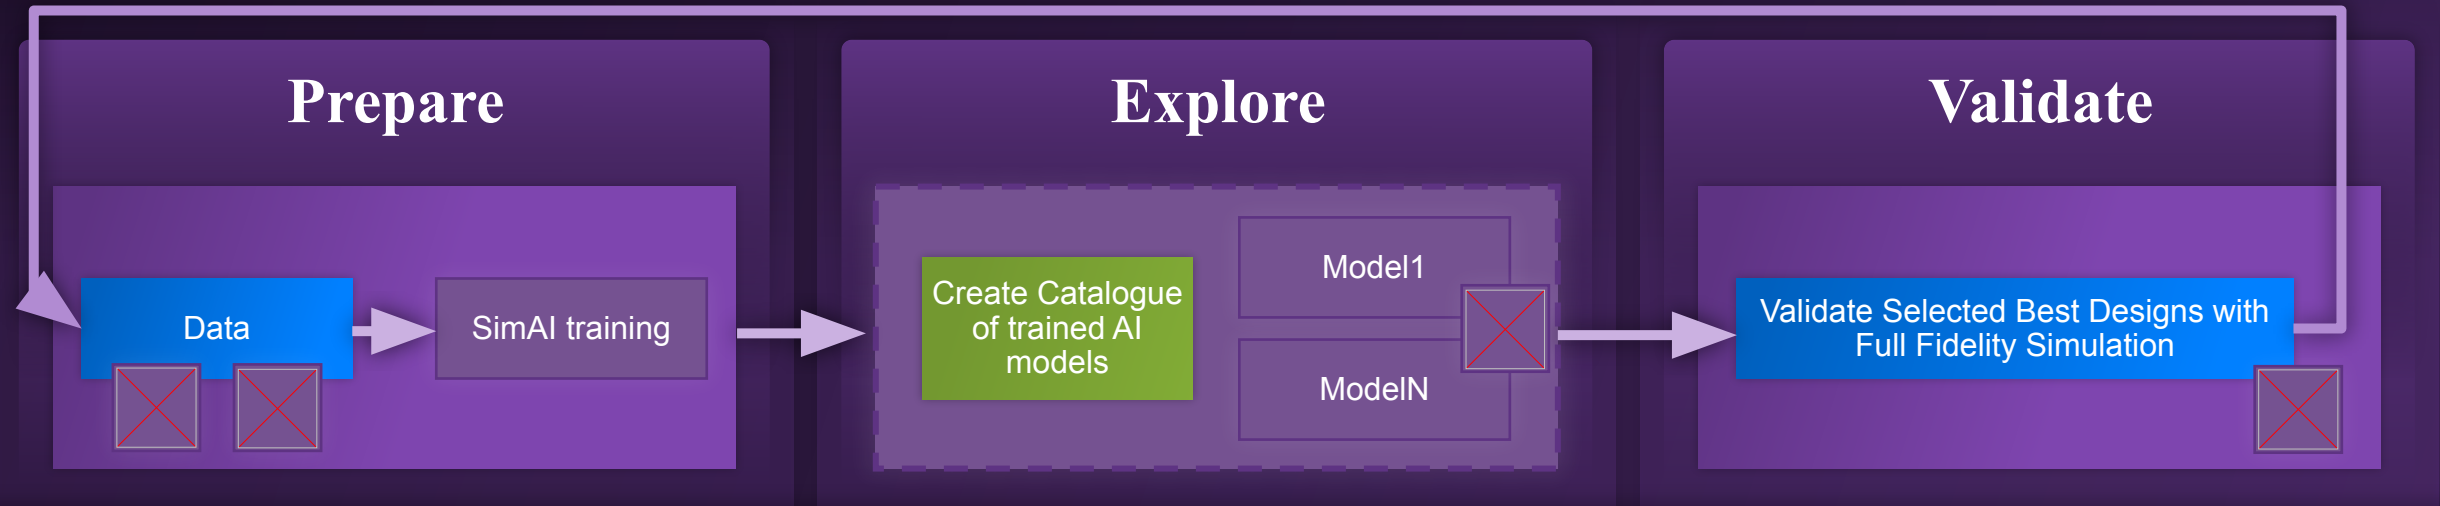 Prepare
Data
SimAI training
Explore
Create Catalogue
of trained AI
models
Model1
ModelN
Validate
Validate Selected Best Designs with
Full Fidelity Simulation